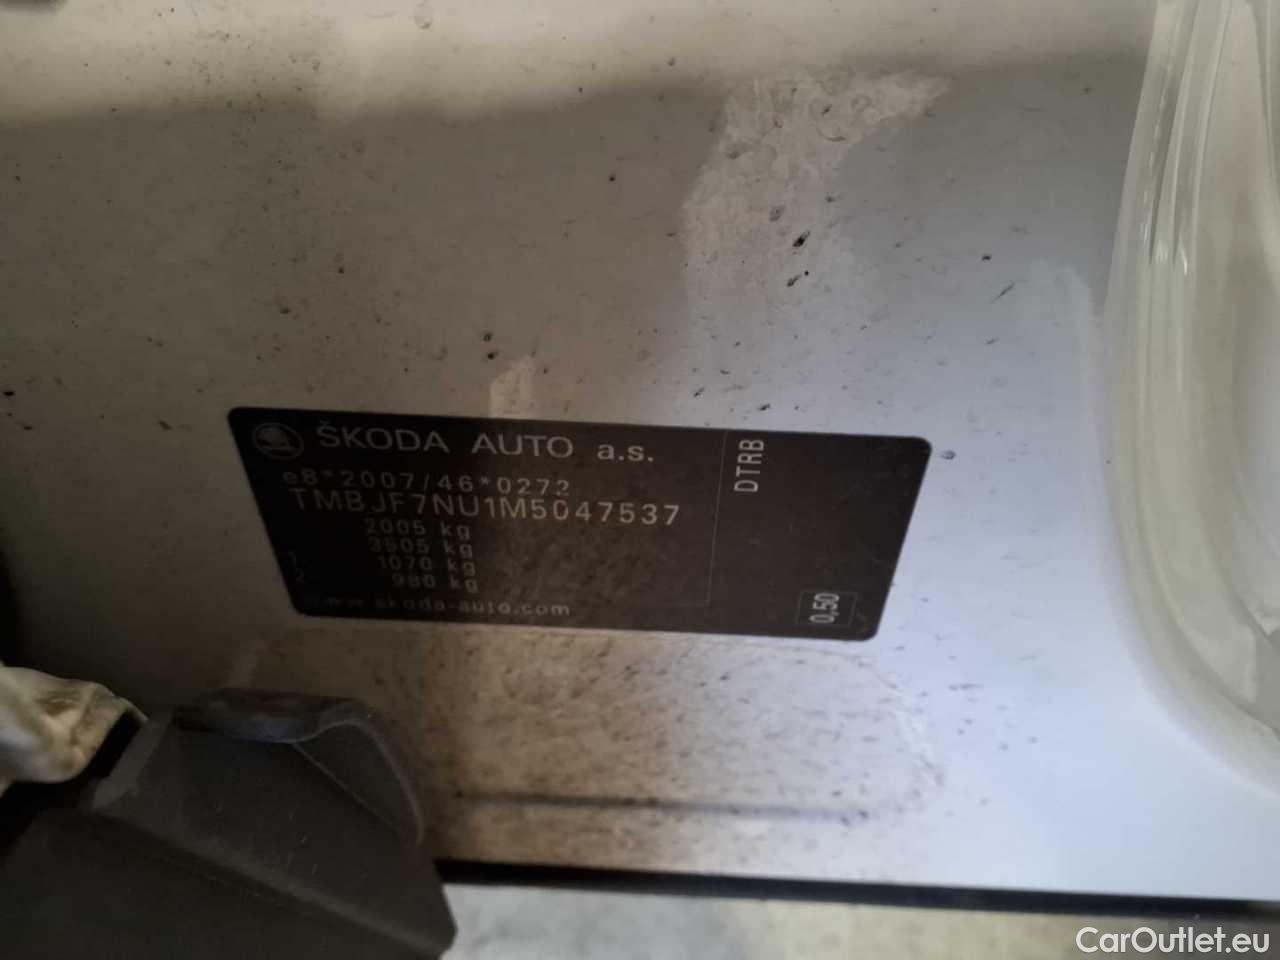 ŠKODA AUTO a.s.
e8*2007/46*0272
TMBJF7NU1M5047537
2005 kg
3505 kg
1- 1070 kg
2- 980 kg
www.skoda-auto.com
DTRB
0,50
CarOutlet.eu